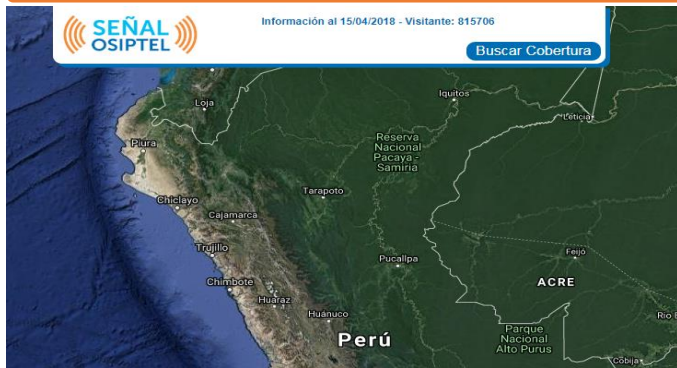 SEÑAL
OSIPTEL
Información al 15/04/2018 - Visitante: 815706
Buscar Cobertura
Loja
Iquitos
Leticia
Piura
Reserva
Nacional
Pacaya -
Samiria
Tarapoto
Chiclayo
Cajamarca
Trujillo
Pucallpa
Feijó
Chimbote
ACRE
Huaraz
Huánuco
Rio
Perú
Parque
Nacional
Alto Purus
Cobija